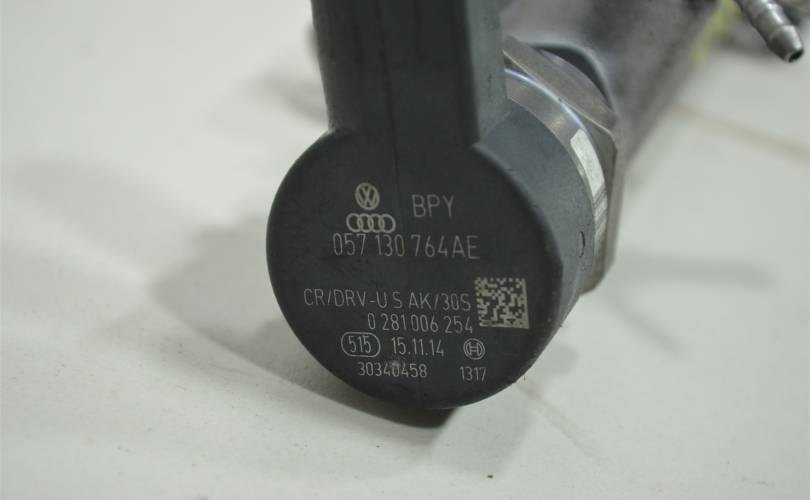 BPY
057 130 764AE
CR/DRV-U S AK/30S
0 281 006 254
515 15.11.14
30340458 1317